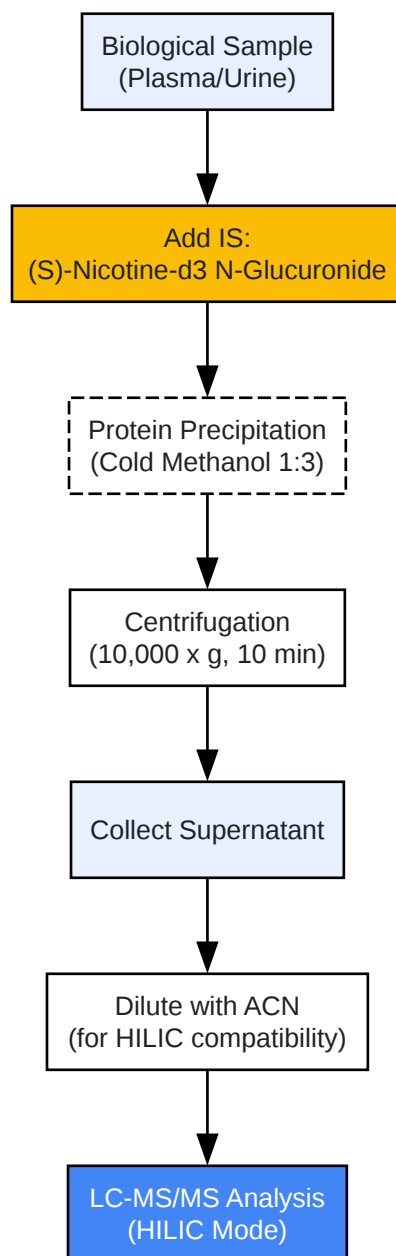 Biological Sample
(Plasma/Urine)
Add IS:
(S)-Nicotine-d3 N-Glucuronide
Protein Precipitation
(Cold Methanol 1:3)
Centrifugation
(10,000 x g, 10 min)
Collect Supernatant
Dilute with ACN
(for HILIC compatibility)
LC-MS/MS Analysis
(HILIC Mode)